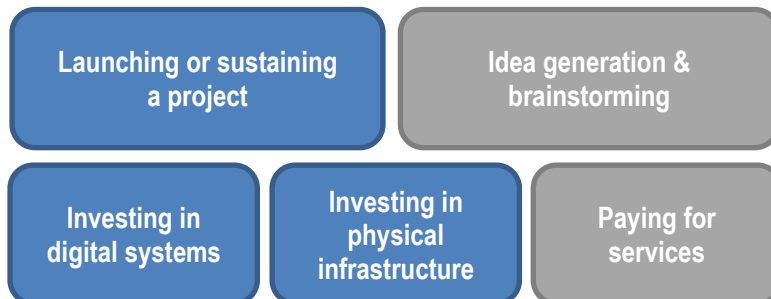 Launching or sustaining
a project
Idea generation &
brainstorming
Investing in
digital systems
Investing in
physical
infrastructure
Paying for
services